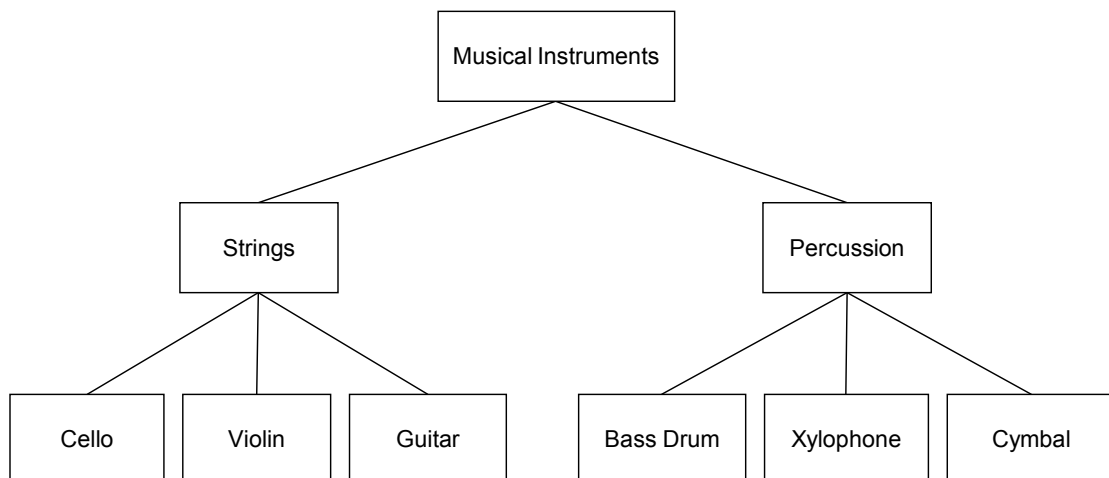 Musical Instruments
Strings
Percussion
Cello
Violin
Guitar
Bass Drum
Xylophone
Cymbal